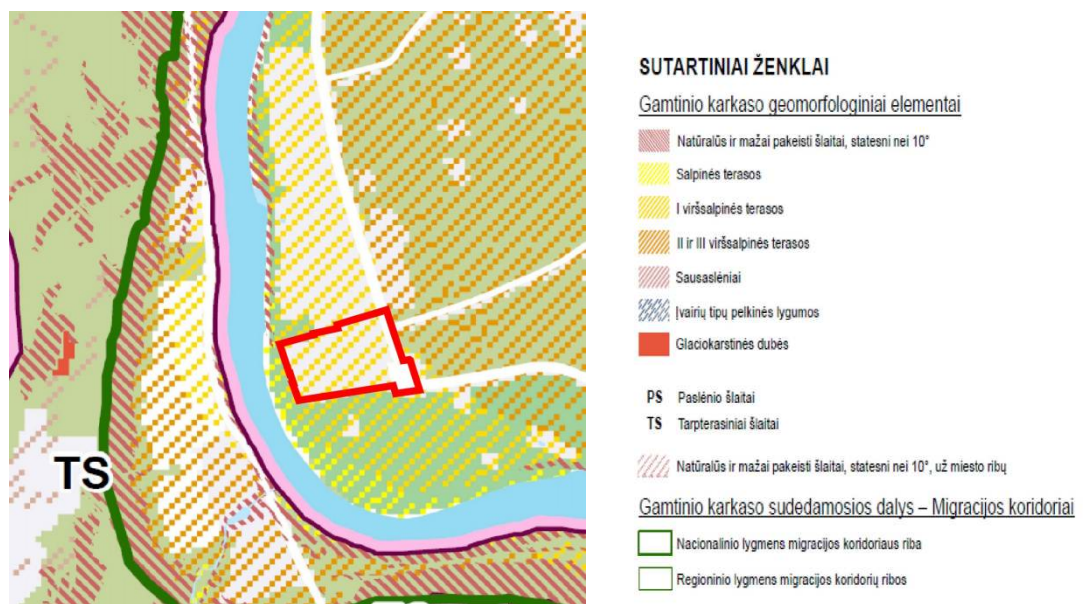 TS
SUTARTINIAI ŽENKLAI
Gamtinio karkaso geomorfologiniai elementai
Natūralūs ir mažai pakeisti šlaitai, statesni nei 10°
Salpinės terasos
I viršsalpinės terasos
II ir III viršsalpinės terasos
Sausaslėniai
Įvairių tipų pelkinės lygumos
Glaciokarstinės dubės
PS Paslėnio šlaitai
TS Tarpterasiniai šlaitai
Natūralūs ir mažai pakeisti šlaitai, statesni nei 10°, už miesto ribų
Gamtinio karkaso sudedamosios dalys – Migracijos koridoriai
Nacionalinio lygmens migracijos koridoriaus riba
Regioninio lygmens migracijos koridorių ribos